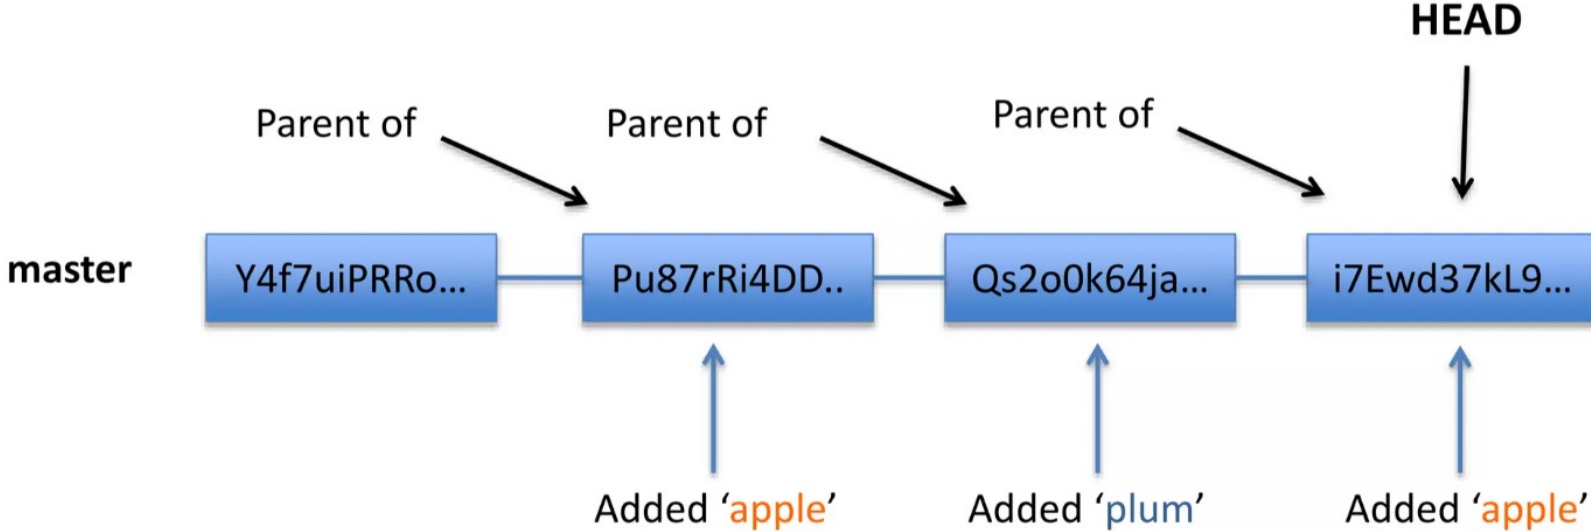 HEAD
Parent of
Parent of
Parent of
master
Y4f7uiPRRo...
Pu87rRi4DD..
Qs2o0k64ja...
i7Ewd37kL9...
Added ‘apple’
Added ‘plum’
Added ‘apple’